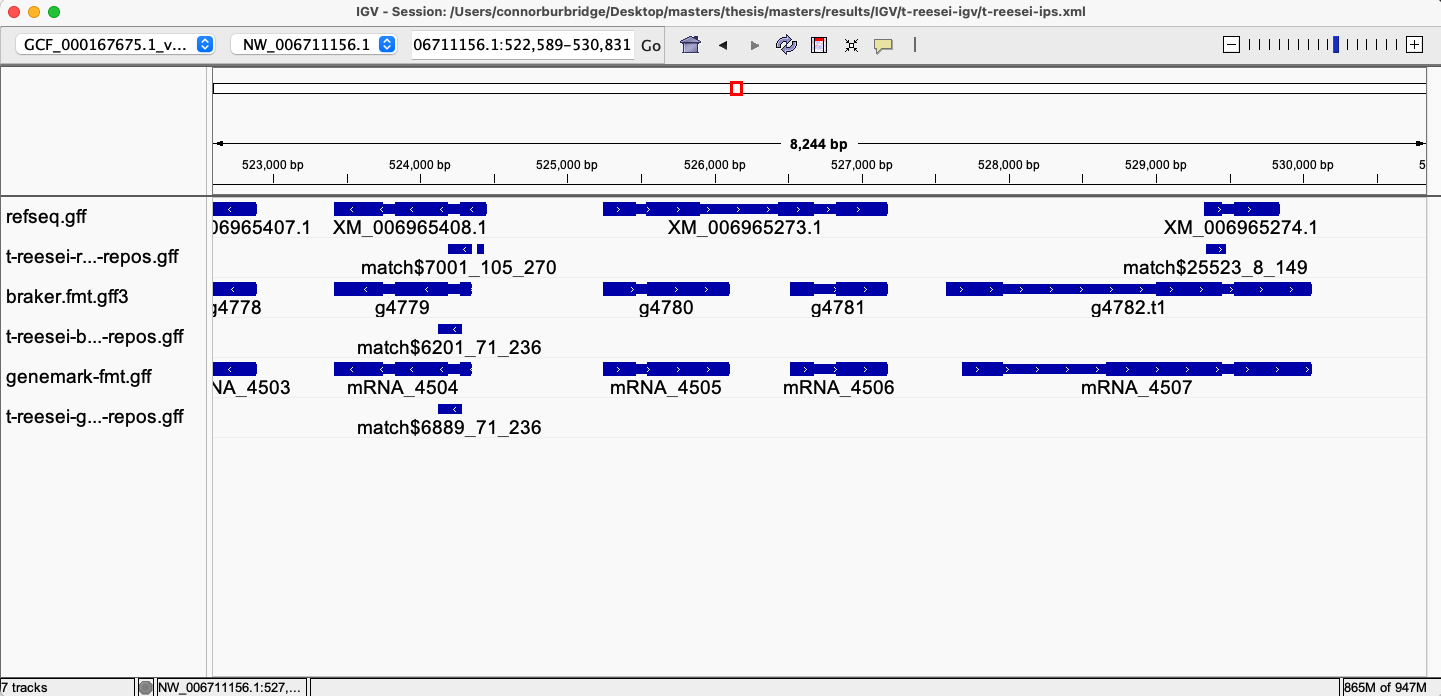 IGV - Session: /Users/connorburbridge/Desktop/masters/thesis/masters/results/IGV/t-reesei-igv/t-reesei-ips.xml
GCF_000167675.1_v... NW_006711156.1 06711156.1:522,589–530,831 Go
8,244 bp
523,000 bp 524,000 bp 525,000 bp 526,000 bp 527,000 bp 528,000 bp 529,000 bp 530,000 bp 5
refseq.gff
06965407.1 XM_006965408.1 XM_006965273.1 XM_006965274.1
t-reesei-r...-repos.gff
match$7001_105_270 match$25523_8_149
braker.fmt.gff3
g4778 g4779 g4780 g4781 g4782.t1
t-reesei-b...-repos.gff
match$6201_71_236
genemark-fmt.gff
NA_4503 mRNA_4504 mRNA_4505 mRNA_4506 mRNA_4507
t-reesei-g...-repos.gff
match$6889_71_236
7 tracks NW_006711156.1:527,... 865M of 947M